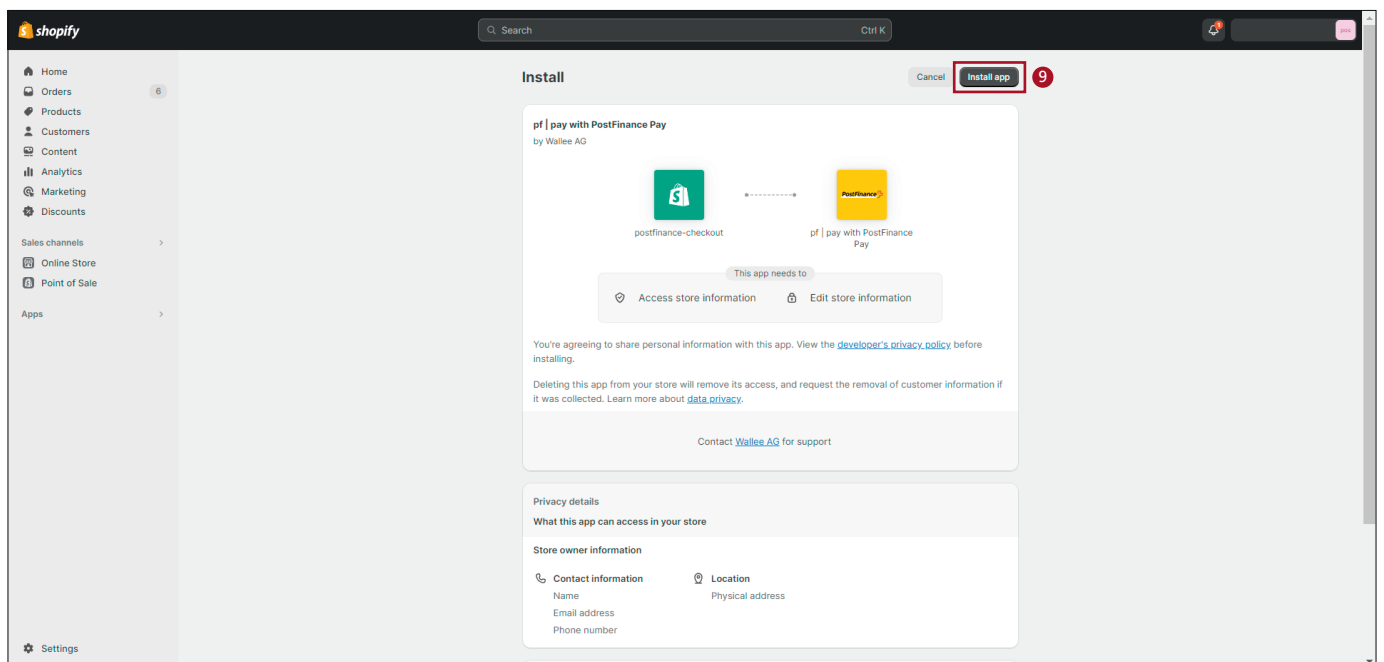 shopify
Search
Ctrl K
1
Home
Orders
6
Products
Customers
Content
Analytics
Marketing
Discounts
Sales channels
Online Store
Point of Sale
Apps
Settings
Install
Cancel
Install app
9
pf | pay with PostFinance Pay
by Wallee AG
PostFinance
postfinance-checkout
pf | pay with PostFinance
Pay
This app needs to
Access store information
Edit store information
You're agreeing to share personal information with this app. View the developer's privacy policy before
installing.
Deleting this app from your store will remove its access, and request the removal of customer information if
it was collected. Learn more about data privacy.
Contact Wallee AG for support
Privacy details
What this app can access in your store
Store owner information
Contact information
Name
Email address
Phone number
Location
Physical address